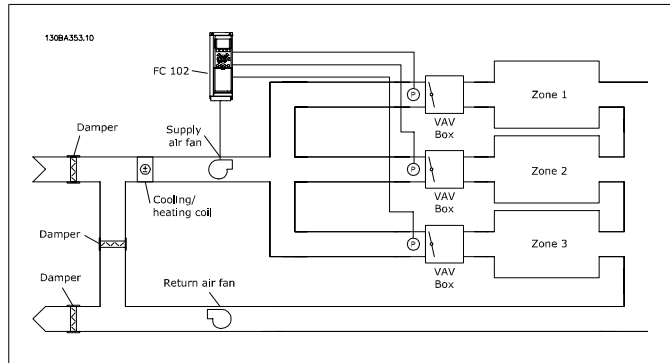 130BA353.10
FC 102
Damper
Supply
air fan
Cooling/
heating coil
Damper
Damper
Return air fan
P
VAV
Box
Zone 1
P
VAV
Box
Zone 2
P
VAV
Box
Zone 3